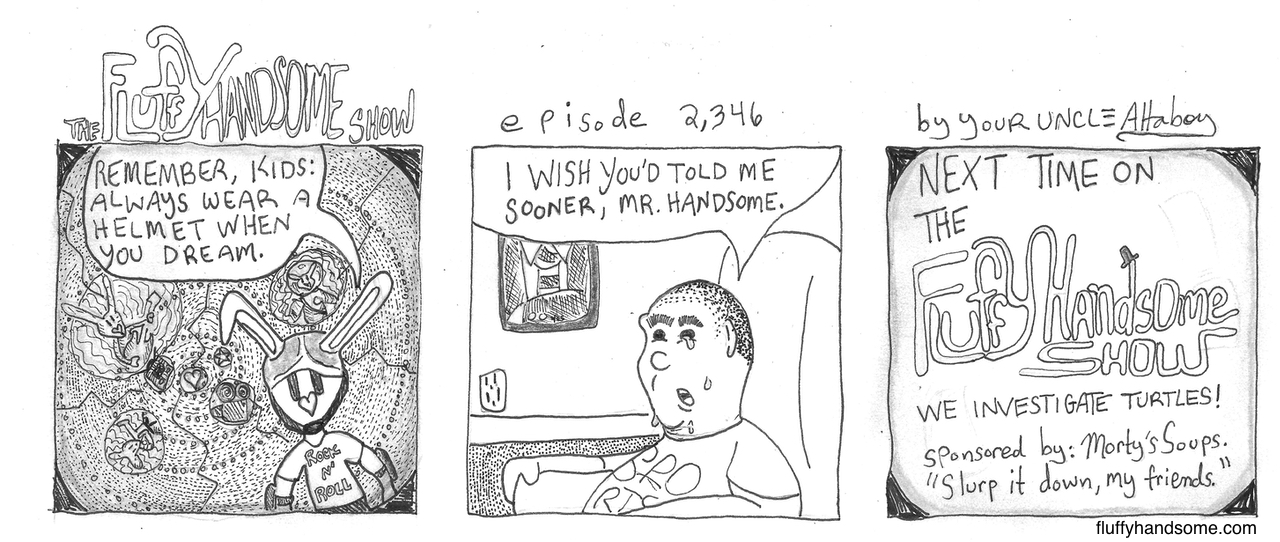 THE FLUFFY HANDSOME SHOW
episode 2,346
by YOUR UNCLE Attaboy
REMEMBER, KIDS:
ALWAYS WEAR A
HELMET WHEN
YOU DREAM.
ROCK
N'
ROLL
I WISH YOU'D TOLD ME
SOONER, MR. HANDSOME.
NEXT TIME ON
THE
FLUFFY HANDSOME
SHOW
WE INVESTIGATE TURTLES!
sponsored by: Morty's Soups.
"Slurp it down, my friends."
fluffyhandsome.com